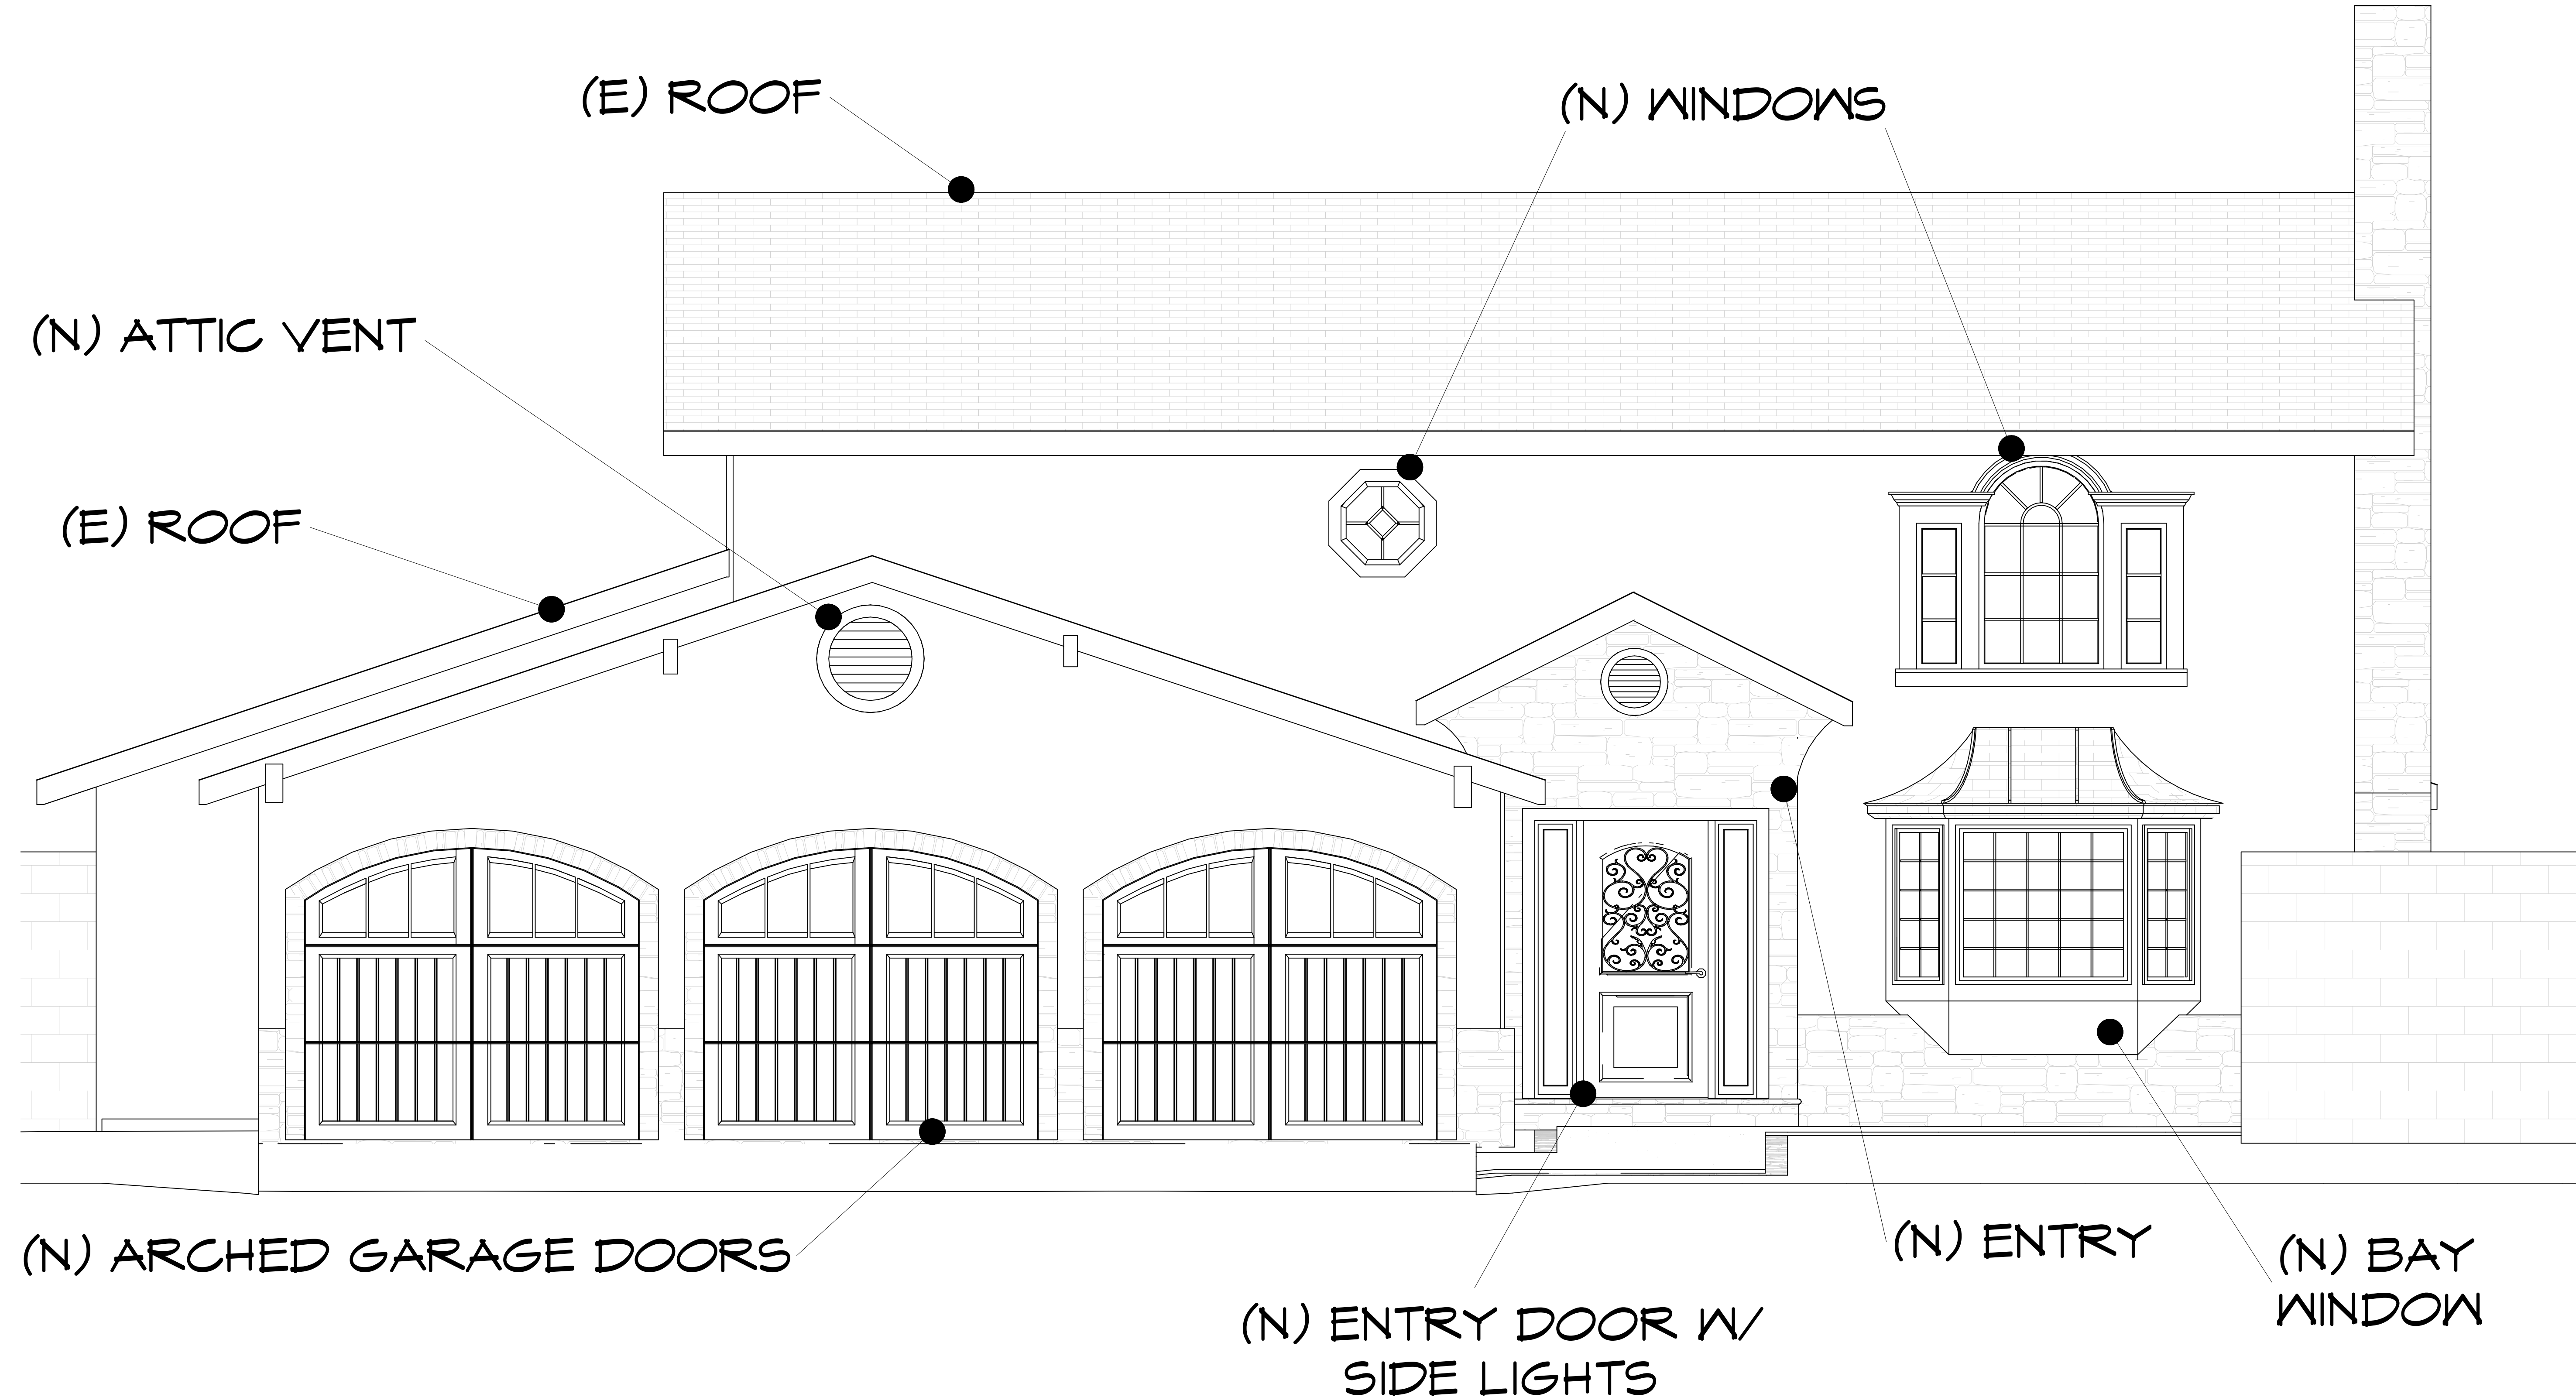 (E) ROOF
(N) WINDOWS
(N) ATTIC VENT
(E) ROOF
(N) ARCHED GARAGE DOORS
(N) ENTRY
(N) BAY
WINDOW
(N) ENTRY DOOR W/
SIDE LIGHTS